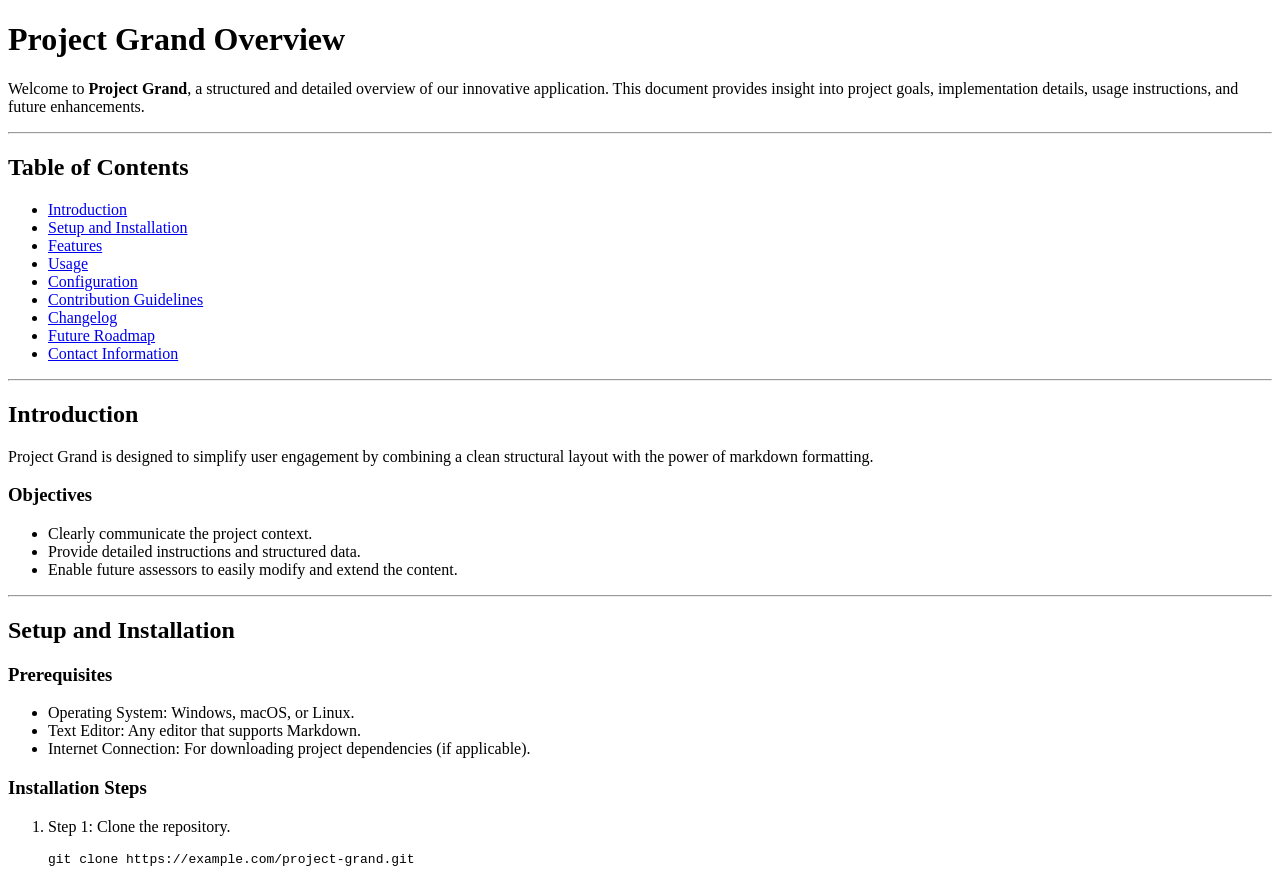 Project Grand Overview
Welcome to Project Grand, a structured and detailed overview of our innovative application. This document provides insight into project goals, implementation details, usage instructions, and
future enhancements.
Table of Contents
Introduction
Setup and Installation
Features
Usage
Configuration
Contribution Guidelines
Changelog
Future Roadmap
Contact Information
Introduction
Project Grand is designed to simplify user engagement by combining a clean structural layout with the power of markdown formatting.
Objectives
Clearly communicate the project context.
Provide detailed instructions and structured data.
Enable future assessors to easily modify and extend the content.
Setup and Installation
Prerequisites
Operating System: Windows, macOS, or Linux.
Text Editor: Any editor that supports Markdown.
Internet Connection: For downloading project dependencies (if applicable).
Installation Steps
1. Step 1: Clone the repository.
git clone https://example.com/project-grand.git